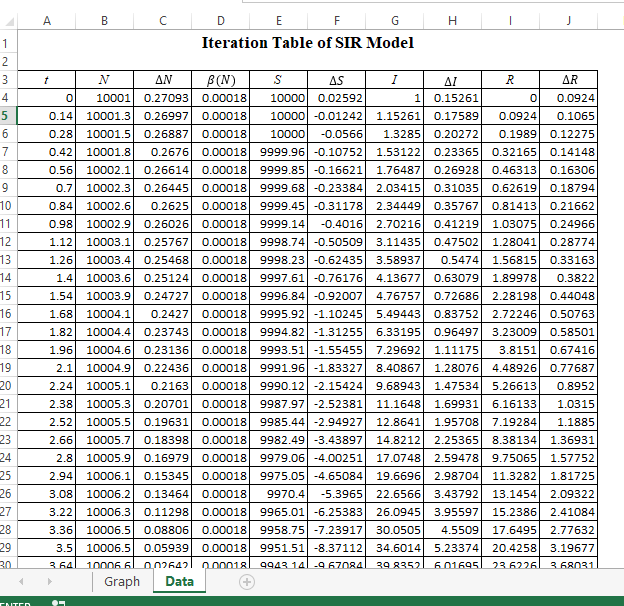 A B C D E F G H I J
1 Iteration Table of SIR Model
2
3 t N ΔN β(N) S ΔS I ΔI R ΔR
4 0 10001 0.27093 0.00018 10000 0.02592 1 0.15261 0 0.0924
5 0.14 10001.3 0.26997 0.00018 10000 -0.01242 1.15261 0.17589 0.0924 0.1065
6 0.28 10001.5 0.26887 0.00018 10000 -0.0566 1.3285 0.20272 0.1989 0.12275
7 0.42 10001.8 0.2676 0.00018 9999.96 -0.10752 1.53122 0.23365 0.32165 0.14148
8 0.56 10002.1 0.26614 0.00018 9999.85 -0.16621 1.76487 0.26928 0.46313 0.16306
9 0.7 10002.3 0.26445 0.00018 9999.68 -0.23384 2.03415 0.31035 0.62619 0.18794
10 0.84 10002.6 0.2625 0.00018 9999.45 -0.31178 2.34449 0.35767 0.81413 0.21662
11 0.98 10002.9 0.26026 0.00018 9999.14 -0.4016 2.70216 0.41219 1.03075 0.24966
12 1.12 10003.1 0.25767 0.00018 9998.74 -0.50509 3.11435 0.47502 1.28041 0.28774
13 1.26 10003.4 0.25468 0.00018 9998.23 -0.62435 3.58937 0.5474 1.56815 0.33163
14 1.4 10003.6 0.25124 0.00018 9997.61 -0.76176 4.13677 0.63079 1.89978 0.3822
15 1.54 10003.9 0.24727 0.00018 9996.84 -0.92007 4.76757 0.72686 2.28198 0.44048
16 1.68 10004.1 0.2427 0.00018 9995.92 -1.10245 5.49443 0.83752 2.72246 0.50763
17 1.82 10004.4 0.23743 0.00018 9994.82 -1.31255 6.33195 0.96497 3.23009 0.58501
18 1.96 10004.6 0.23136 0.00018 9993.51 -1.55455 7.29692 1.11175 3.8151 0.67416
19 2.1 10004.9 0.22436 0.00018 9991.96 -1.83327 8.40867 1.28076 4.48926 0.77687
20 2.24 10005.1 0.2163 0.00018 9990.12 -2.15424 9.68943 1.47534 5.26613 0.8952
21 2.38 10005.3 0.20701 0.00018 9987.97 -2.52381 11.1648 1.69931 6.16133 1.0315
22 2.52 10005.5 0.19631 0.00018 9985.44 -2.94927 12.8641 1.95708 7.19284 1.1885
23 2.66 10005.7 0.18398 0.00018 9982.49 -3.43897 14.8212 2.25365 8.38134 1.36931
24 2.8 10005.9 0.16979 0.00018 9979.06 -4.00251 17.0748 2.59478 9.75065 1.57752
25 2.94 10006.1 0.15345 0.00018 9975.05 -4.65084 19.6696 2.98704 11.3282 1.81725
26 3.08 10006.2 0.13464 0.00018 9970.4 -5.3965 22.6566 3.43792 13.1454 2.09322
27 3.22 10006.3 0.11298 0.00018 9965.01 -6.25383 26.0945 3.95597 15.2386 2.41084
28 3.36 10006.5 0.08806 0.00018 9958.75 -7.23917 30.0505 4.5509 17.6495 2.77632
29 3.5 10006.5 0.05939 0.00018 9951.51 -8.37112 34.6014 5.23374 20.4258 3.19677
30 3.64 10006.6 0.02642 0.00018 9943.14 -9.67084 39.8352 6.01695 23.6226 3.68031
Graph Data